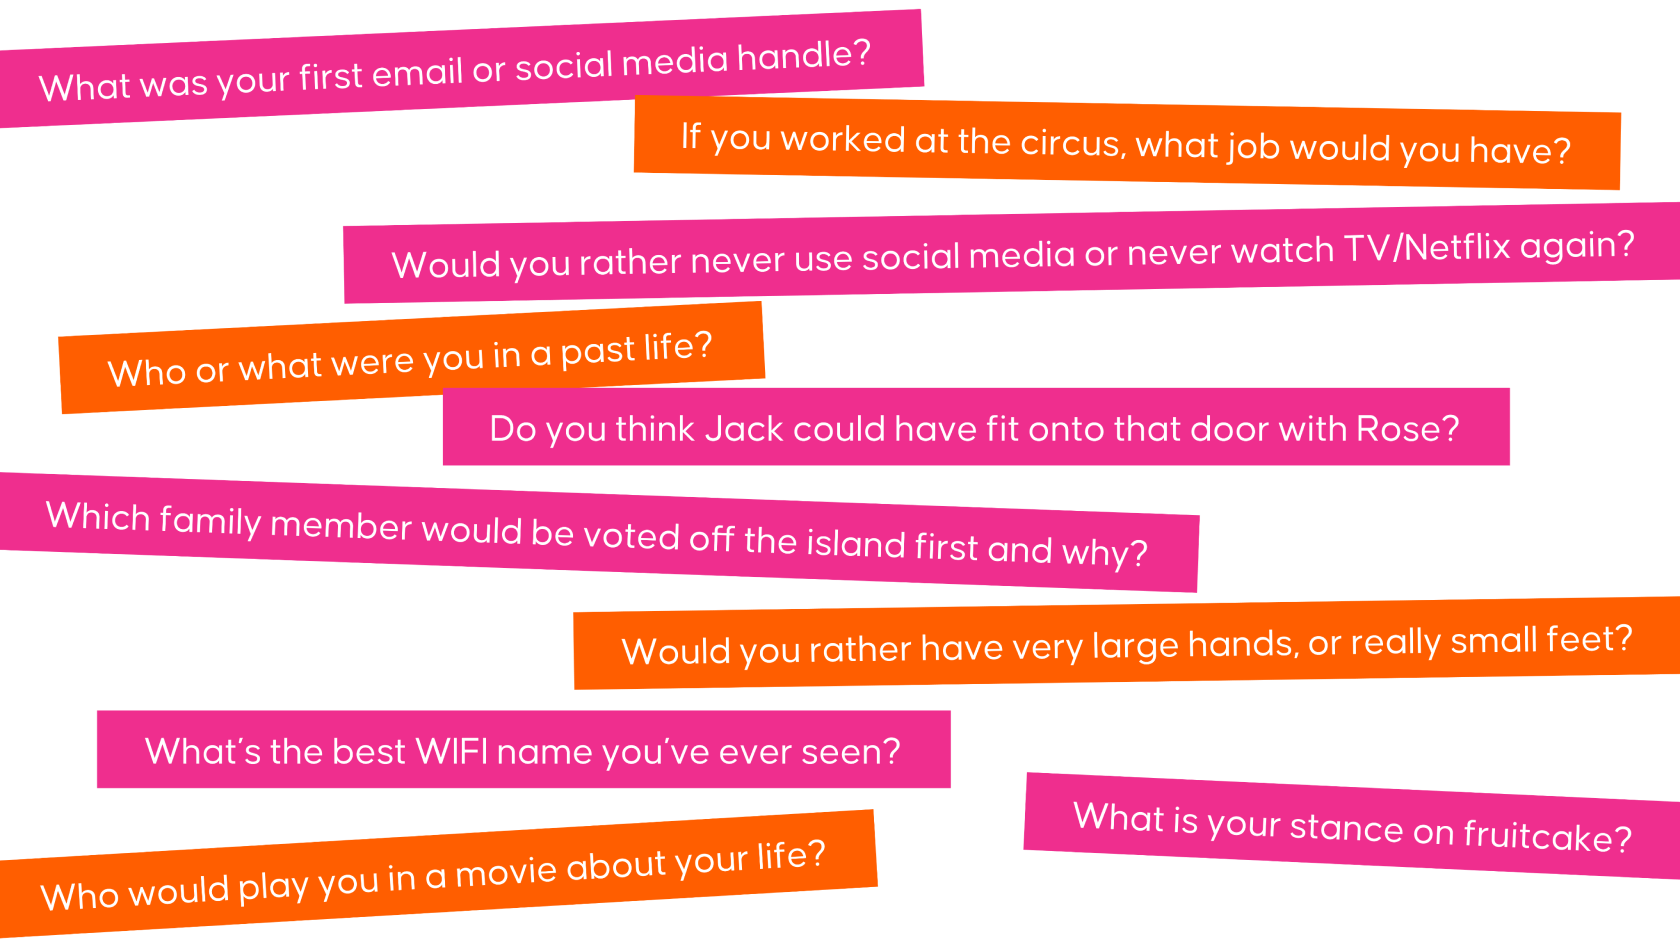 What was your first email or social media handle?
If you worked at the circus, what job would you have?
Would you rather never use social media or never watch TV/Netflix again?
Who or what were you in a past life?
Do you think Jack could have fit onto that door with Rose?
Which family member would be voted off the island first and why?
Would you rather have very large hands, or really small feet?
What's the best WIFI name you've ever seen?
What is your stance on fruitcake?
Who would play you in a movie about your life?